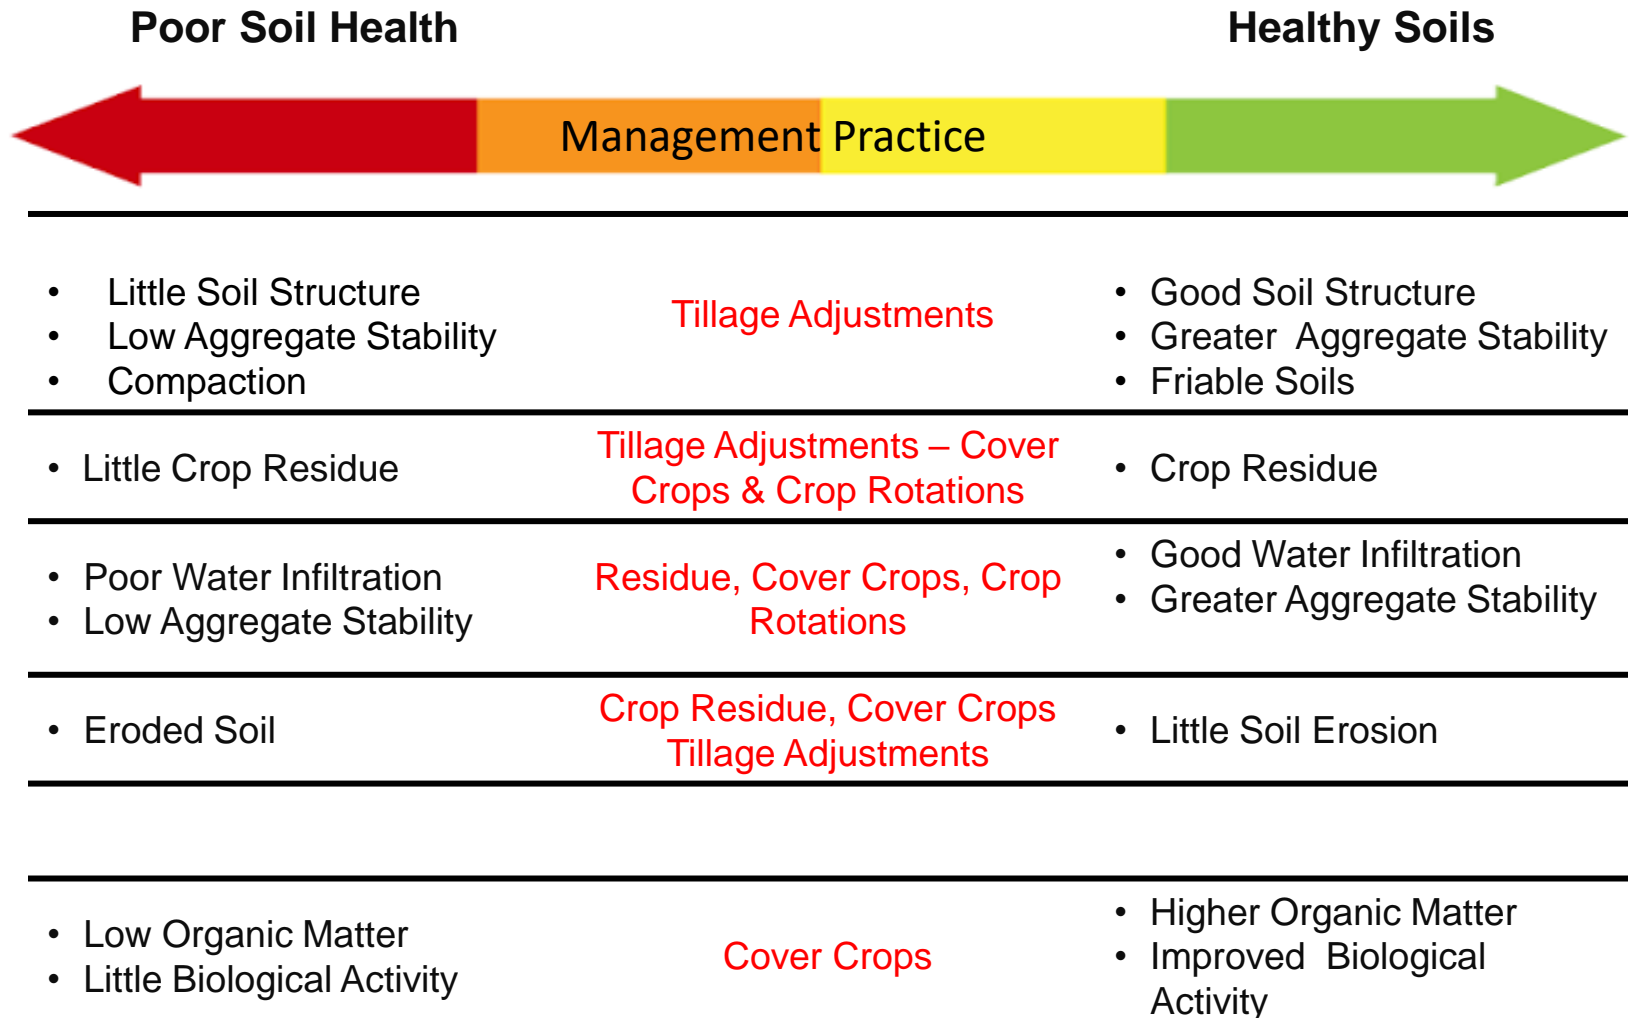 Poor Soil Health
Healthy Soils
Management Practice
• Little Soil Structure
• Low Aggregate Stability
• Compaction
Tillage Adjustments
• Good Soil Structure
• Greater Aggregate Stability
• Friable Soils
• Little Crop Residue
Tillage Adjustments – Cover
Crops & Crop Rotations
• Crop Residue
• Poor Water Infiltration
• Low Aggregate Stability
Residue, Cover Crops, Crop
Rotations
• Good Water Infiltration
• Greater Aggregate Stability
• Eroded Soil
Crop Residue, Cover Crops
Tillage Adjustments
• Little Soil Erosion
• Low Organic Matter
• Little Biological Activity
Cover Crops
• Higher Organic Matter
• Improved Biological
Activity